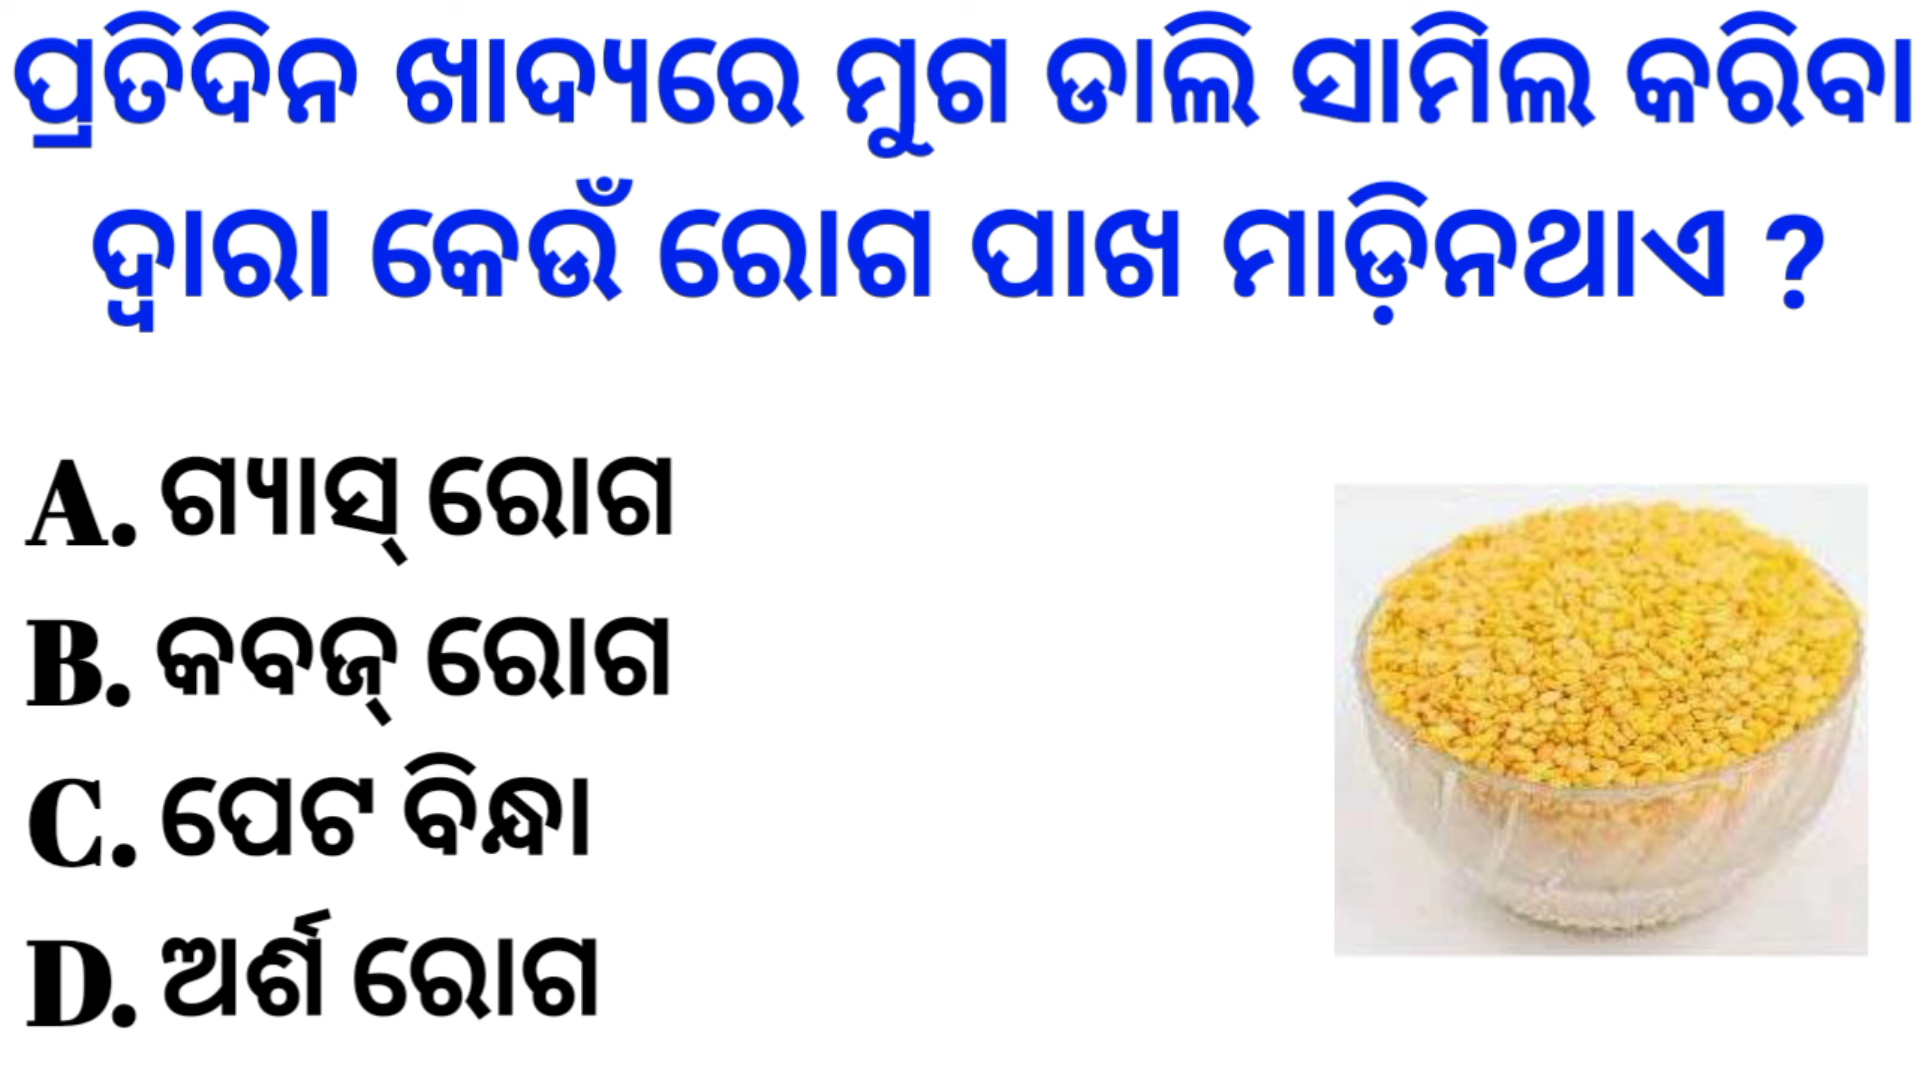 ପ୍ରତିଦିନ ଖାଦ୍ୟରେ ମୁଗ ଡାଲି ସାମିଲ କରିବା
ଦ୍ୱାରା କେଉଁ ରୋଗ ପାଖ ମାଡ଼ିନଥାଏ ?
A. ଗ୍ୟାସ୍ ରୋଗ
B. କବଜ୍ ରୋଗ
C. ପେଟ ବିନ୍ଧା
D. ଅର୍ଶ ରୋଗ